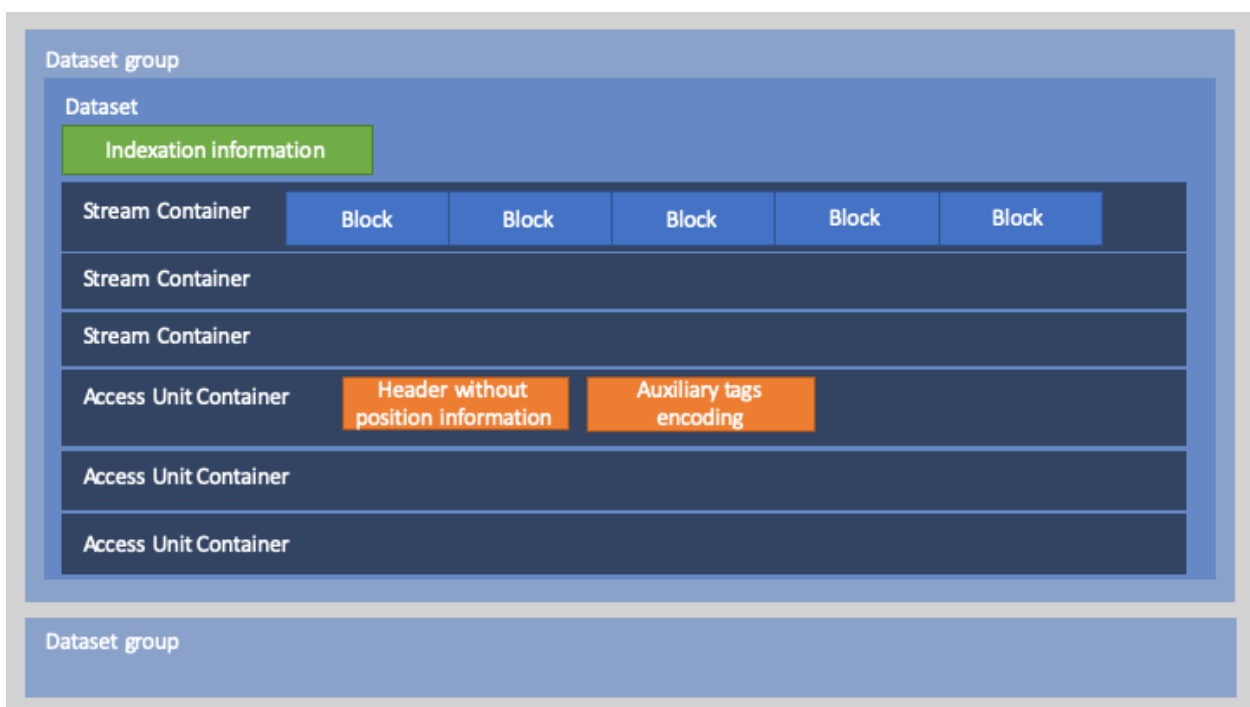 Dataset group
Dataset
Indexation information
Stream Container
Block Block Block Block Block
Stream Container
Stream Container
Access Unit Container
Header without
position information
Auxiliary tags
encoding
Access Unit Container
Access Unit Container
Dataset group